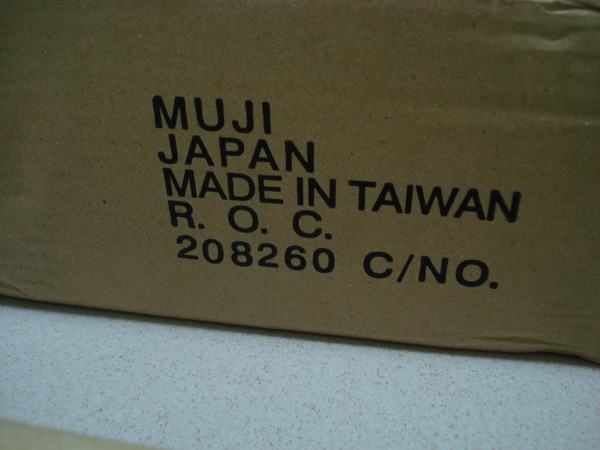 MUJI
JAPAN
MADE IN TAIWAN
R. O. C.
208260 C/NO.